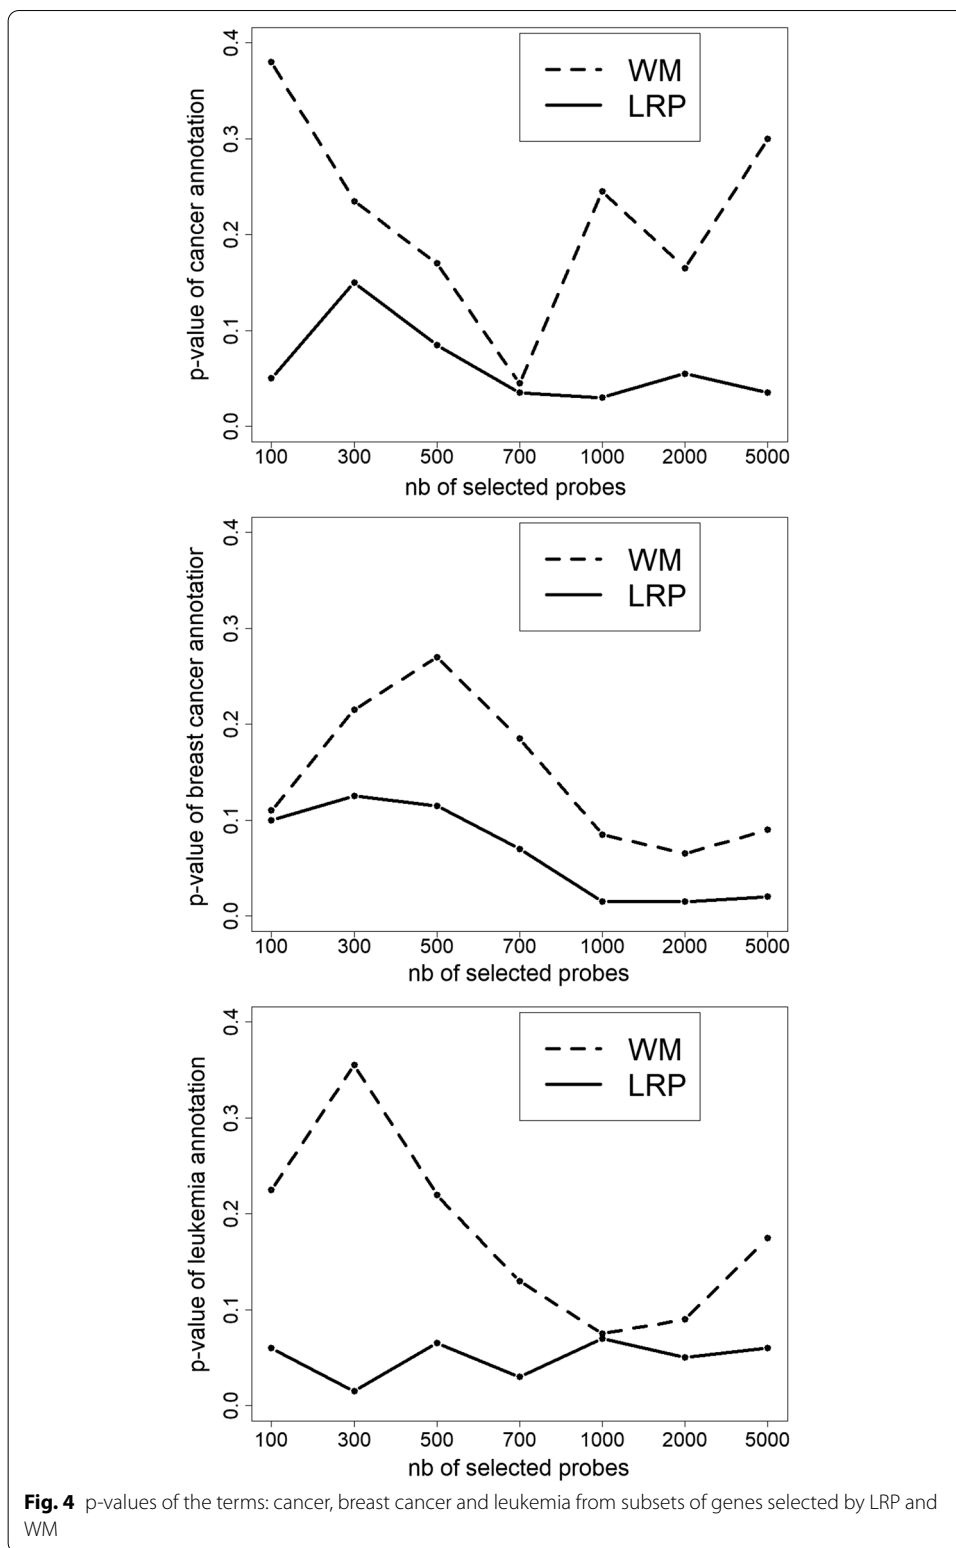 p-value of cancer annotation
0.4
0.3
0.2
0.1
0.0
WM
LRP
100 300 500 700 1000 2000 5000
nb of selected probes
p-value of breast cancer annotatior
0.4
0.3
0.2
0.1
0.0
WM
LRP
100 300 500 700 1000 2000 5000
nb of selected probes
p-value of leukemia annotation
0.4
0.3
0.2
0.1
0.0
WM
LRP
100 300 500 700 1000 2000 5000
nb of selected probes
Fig. 4 p-values of the terms: cancer, breast cancer and leukemia from subsets of genes selected by LRP and
WM